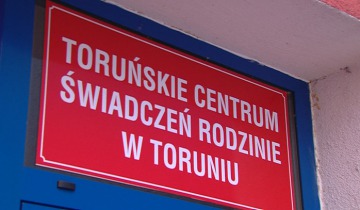 TORUŃSKIE CENTRUM
ŚWIADCZEŃ RODZINIE
W TORUNIU